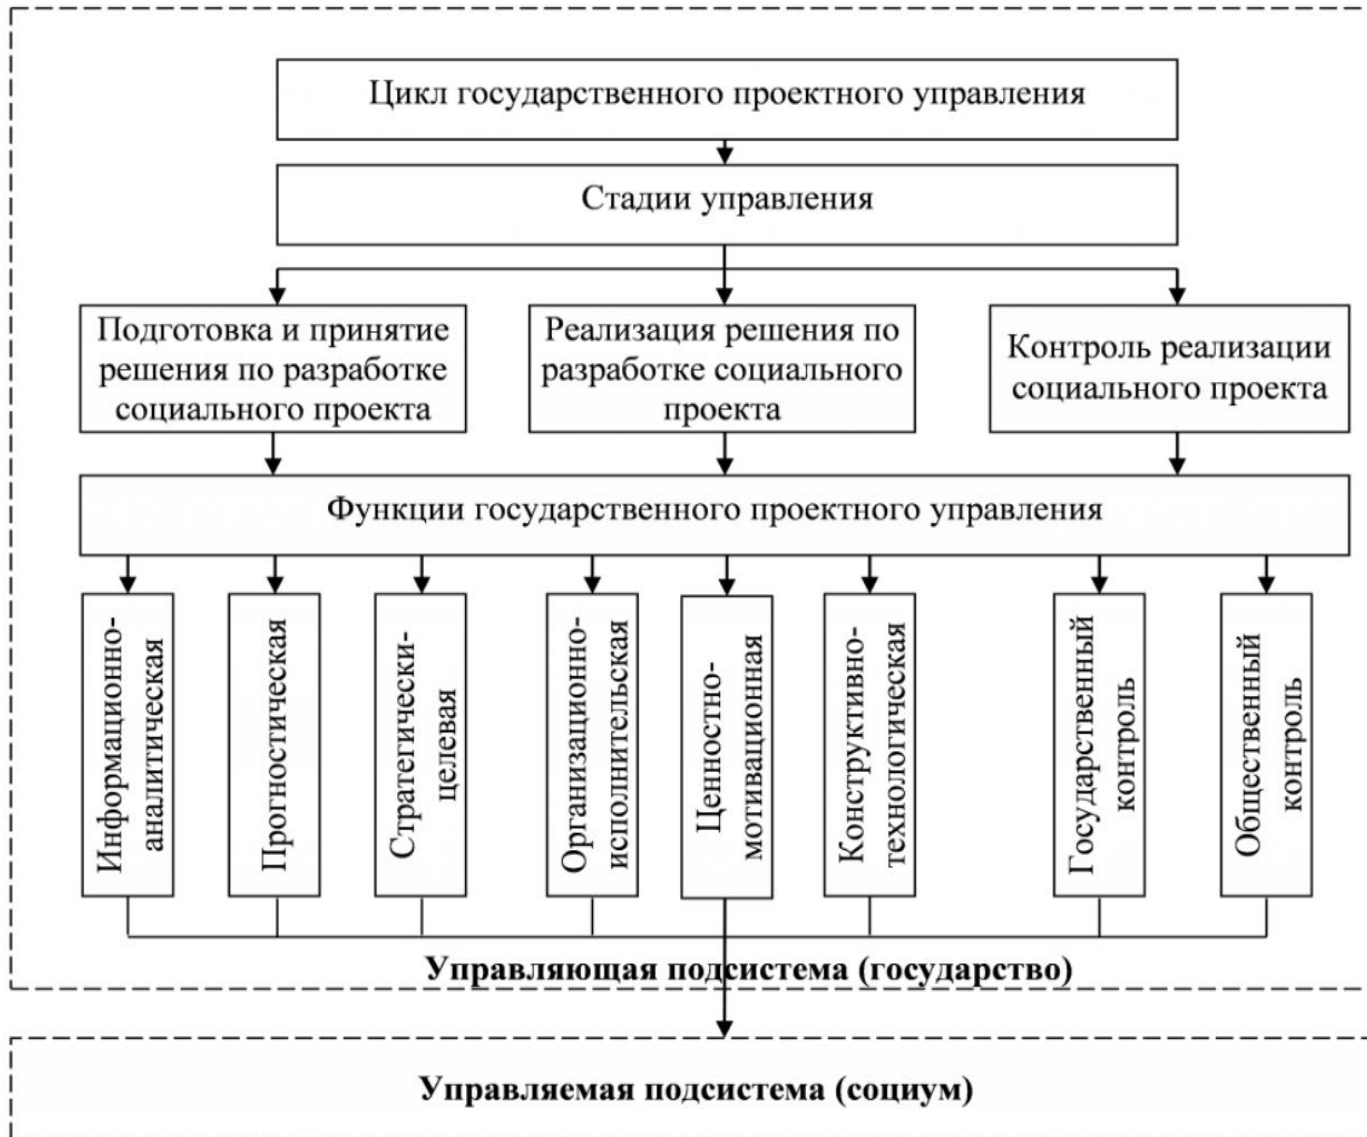 Цикл государственного проектного управления
Стадии управления
Подготовка и принятие
решения по разработке
социального проекта
Реализация решения по
разработке социального
проекта
Контроль реализации
социального проекта
Функции государственного проектного управления
Информационно-
аналитическая
Прогностическая
Стратегически-
целевая
Организационно-
исполнительская
Ценностно-
мотивационная
Конструктивно-
технологическая
Государственный
контроль
Общественный
контроль
Управляющая подсистема (государство)
Управляемая подсистема (социум)